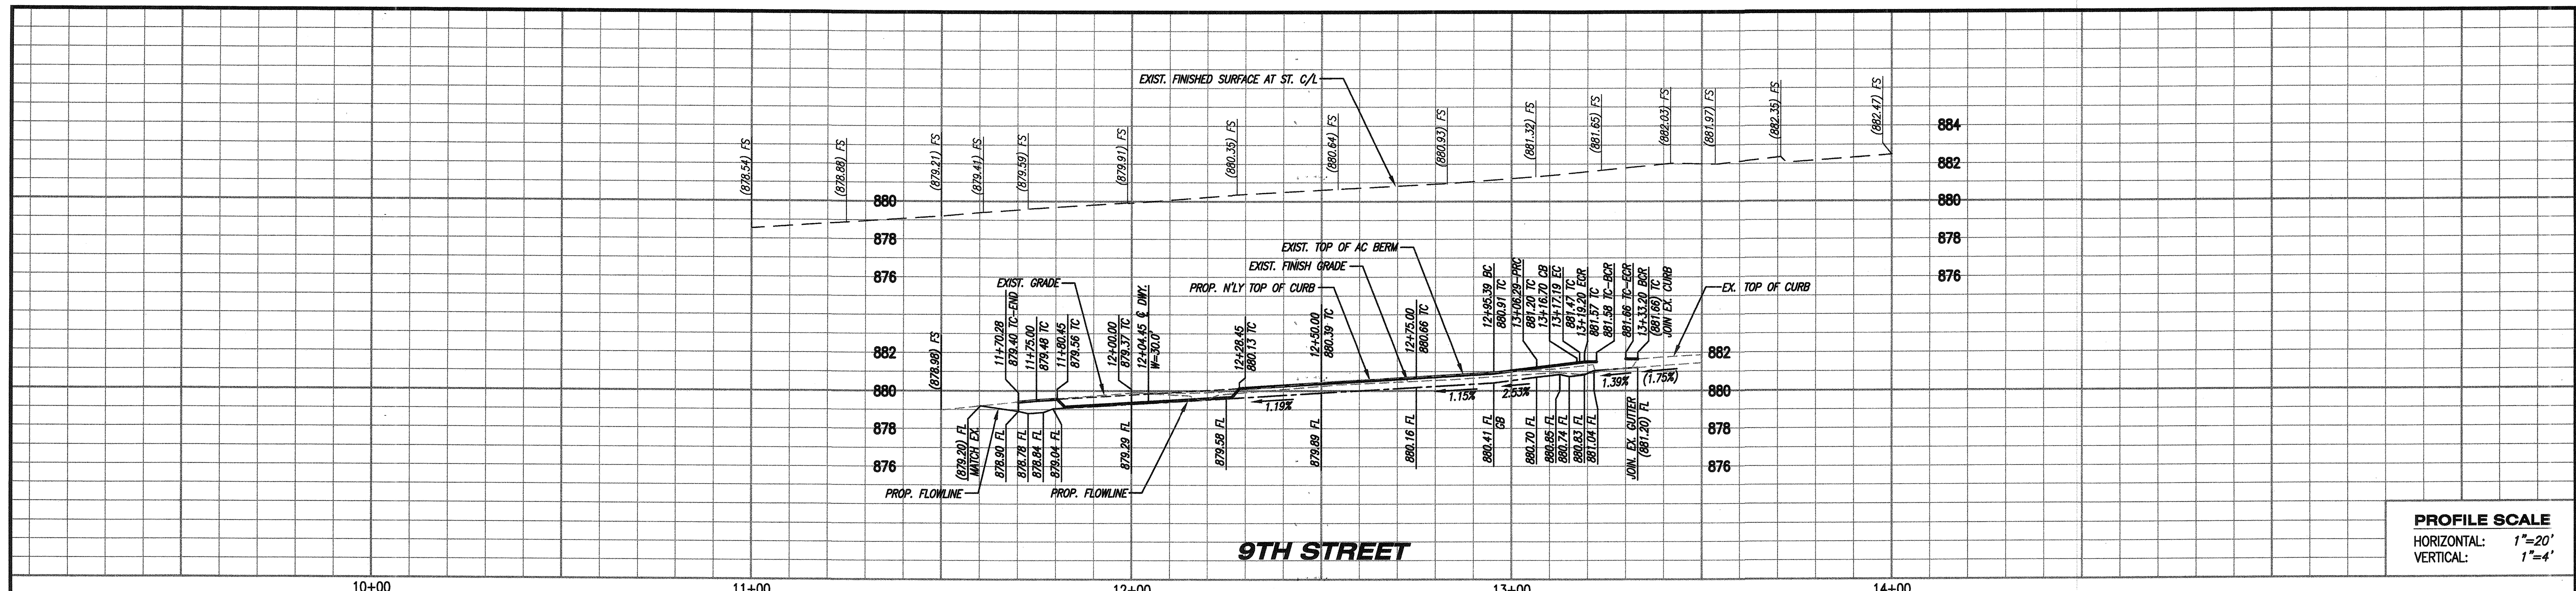 EXIST. FINISHED SURFACE AT ST. C/L
(878.54) FS
(878.88) FS
(879.21) FS
(879.41) FS
(879.59) FS
(879.91) FS
(880.35) FS
(880.64) FS
(880.93) FS
(881.32) FS
(881.65) FS
(882.03) FS
(881.97) FS
(882.35) FS
(882.47) FS
880
878
876
884
882
880
878
876
EXIST. TOP OF AC BERM
EXIST. FINISH GRADE
PROP. N'LY TOP OF CURB
EXIST. GRADE
EX. TOP OF CURB
(878.98) FS
11+70.28
879.40 TC-END
11+75.00
879.48 TC
11+80.45
879.56 TC
12+00.00
879.37 TC
12+04.45 ℄ DWY.
W=30.0'
12+28.45
880.13 TC
12+50.00
880.39 TC
12+75.00
880.66 TC
12+95.39 BC
880.91 TC
13+06.29-PRC
881.20 TC
13+16.70 CB
13+17.19 EC
881.47 TC
13+19.20 ECR
881.57 TC
881.58 TC-BCR
881.66 TC-ECR
13+33.20 BCR
(881.66) TC
JOIN EX. CURB
882
880
878
876
882
880
878
876
1.19%
1.15%
2.53%
1.39%
(1.75%)
(879.20) FL
MATCH EX.
878.90 FL
878.78 FL
878.84 FL
879.04 FL
879.29 FL
879.58 FL
879.89 FL
880.16 FL
880.41 FL
GB
880.70 FL
880.85 FL
880.74 FL
880.83 FL
881.04 FL
JOIN. EX. GUTTER
(881.20) FL
PROP. FLOWLINE
PROP. FLOWLINE
9TH STREET
PROFILE SCALE
HORIZONTAL: 1"=20'
VERTICAL: 1"=4'
10+00
11+00
12+00
13+00
14+00